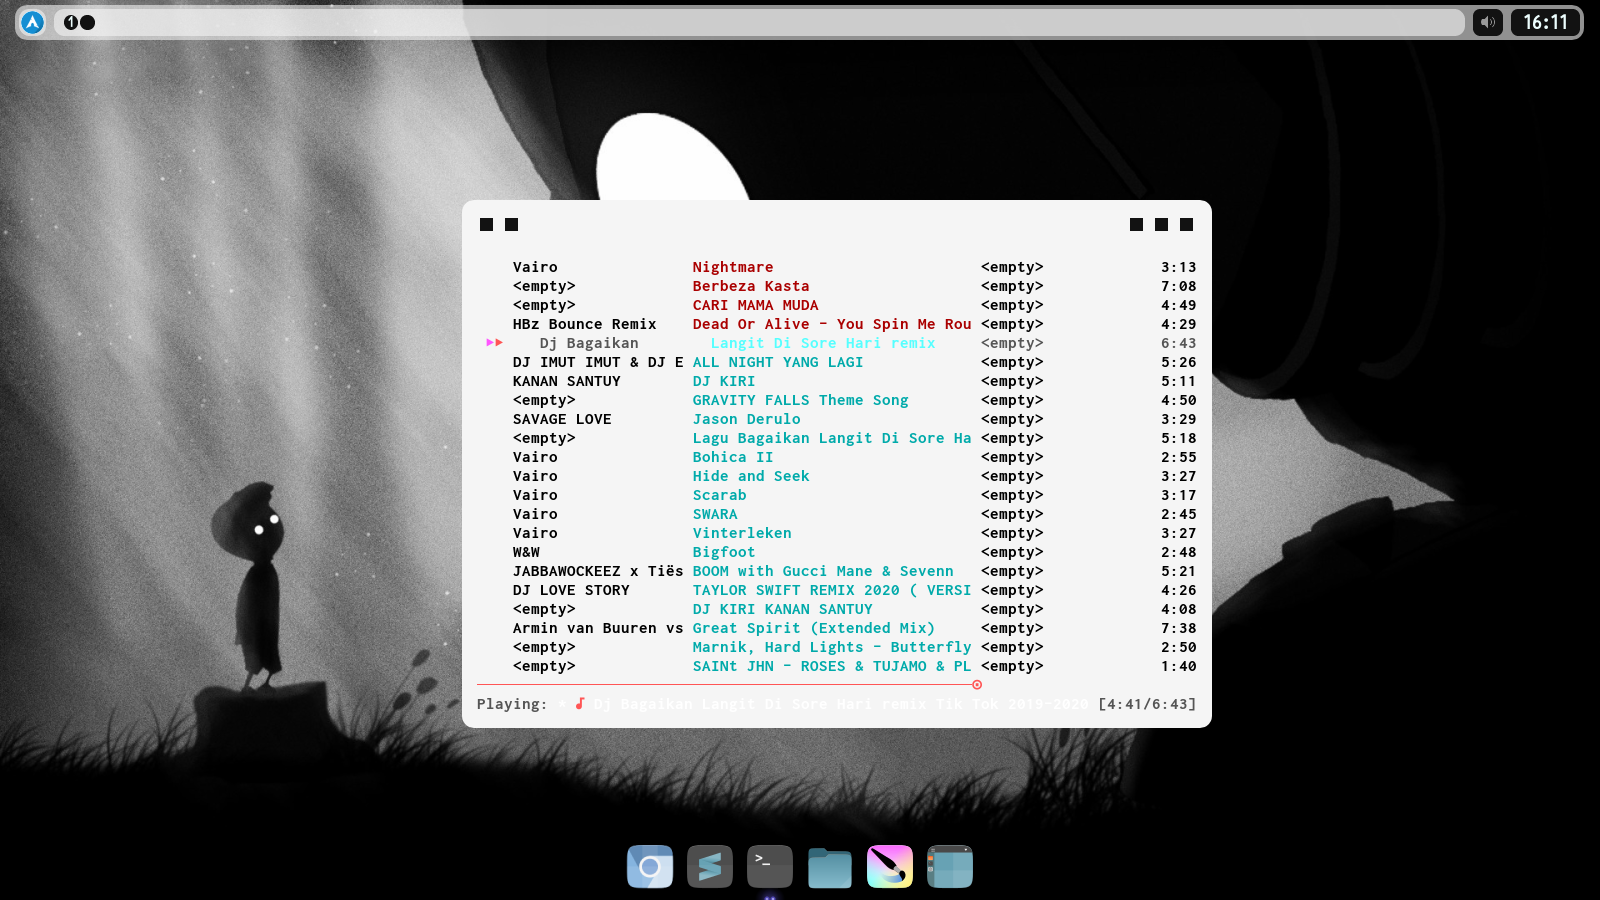 1 16:11
Vairo Nightmare <empty> 3:13
<empty> Berbeza Kasta <empty> 7:08
<empty> CARI MAMA MUDA <empty> 4:49
HBz Bounce Remix Dead Or Alive - You Spin Me Rou <empty> 4:29
Dj Bagaikan Langit Di Sore Hari remix <empty> 6:43
DJ IMUT IMUT & DJ E ALL NIGHT YANG LAGI <empty> 5:26
KANAN SANTUY DJ KIRI <empty> 5:11
<empty> GRAVITY FALLS Theme Song <empty> 4:50
SAVAGE LOVE Jason Derulo <empty> 3:29
<empty> Lagu Bagaikan Langit Di Sore Ha <empty> 5:18
Vairo Bohica II <empty> 2:55
Vairo Hide and Seek <empty> 3:27
Vairo Scarab <empty> 3:17
Vairo SWARA <empty> 2:45
Vairo Vinterleken <empty> 3:27
W&W Bigfoot <empty> 2:48
JABBAWOCKEEZ x Tiës BOOM with Gucci Mane & Sevenn <empty> 5:21
DJ LOVE STORY TAYLOR SWIFT REMIX 2020 ( VERSI <empty> 4:26
<empty> DJ KIRI KANAN SANTUY <empty> 4:08
Armin van Buuren vs Great Spirit (Extended Mix) <empty> 7:38
<empty> Marnik, Hard Lights - Butterfly <empty> 2:50
<empty> SAINt JHN - ROSES & TUJAMO & PL <empty> 1:40
Playing: * ♪ Dj Bagaikan Langit Di Sore Hari remix Tik Tok 2019-2020 [4:41/6:43]
>_